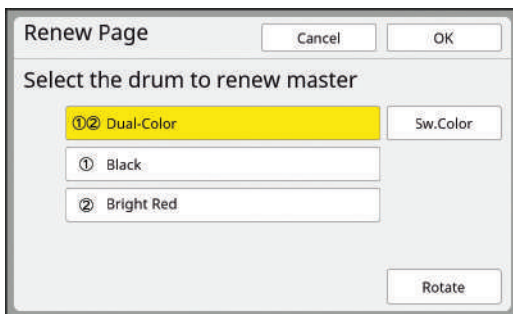 Renew Page
Cancel
OK
Select the drum to renew master
①② Dual-Color
Sw.Color
① Black
② Bright Red
Rotate